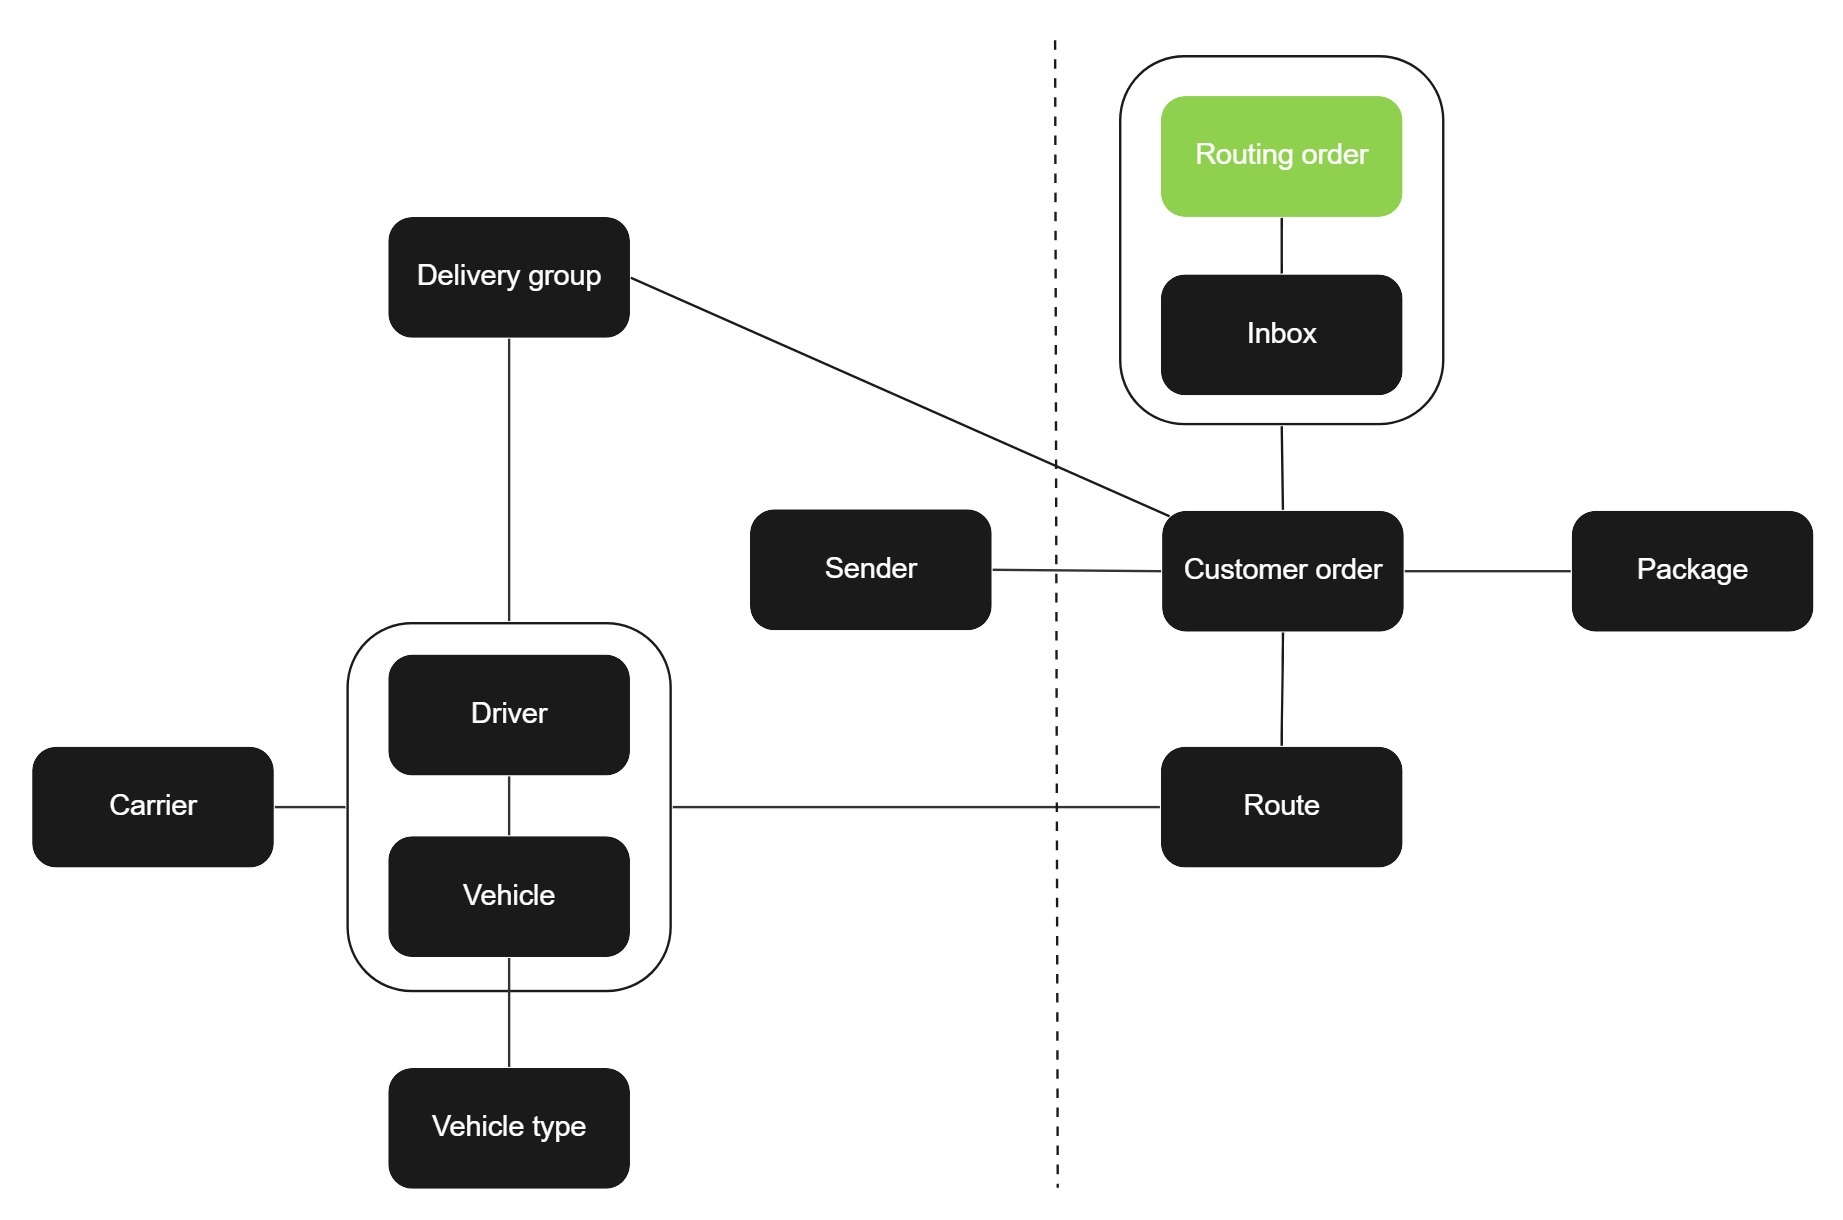 Routing order
Delivery group
Inbox
Sender
Customer order
Package
Driver
Carrier
Route
Vehicle
Vehicle type